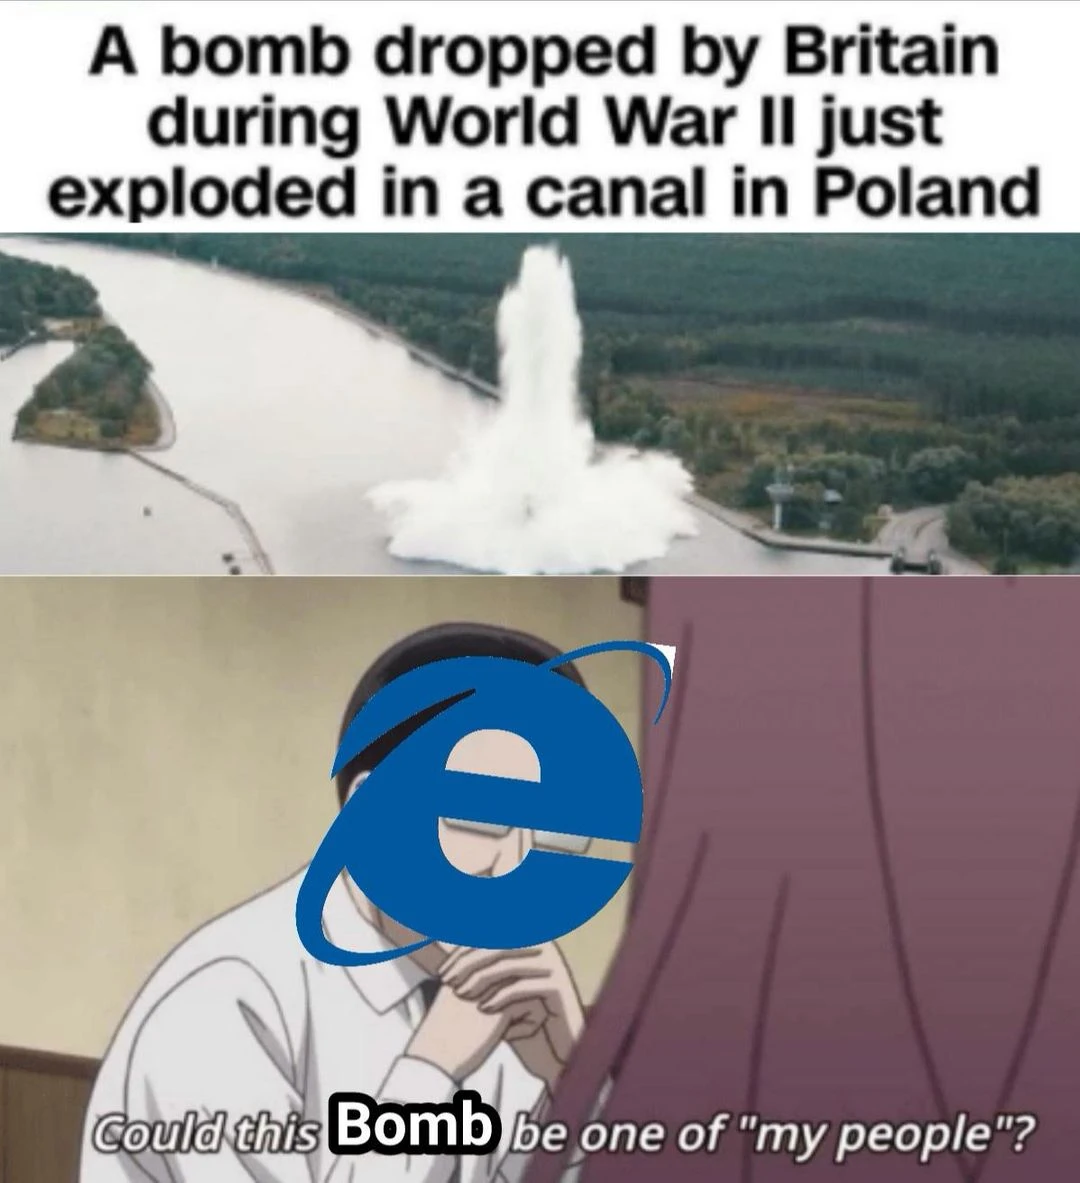 A bomb dropped by Britain
during World War II just
exploded in a canal in Poland
Could this Bomb be one of "my people"?